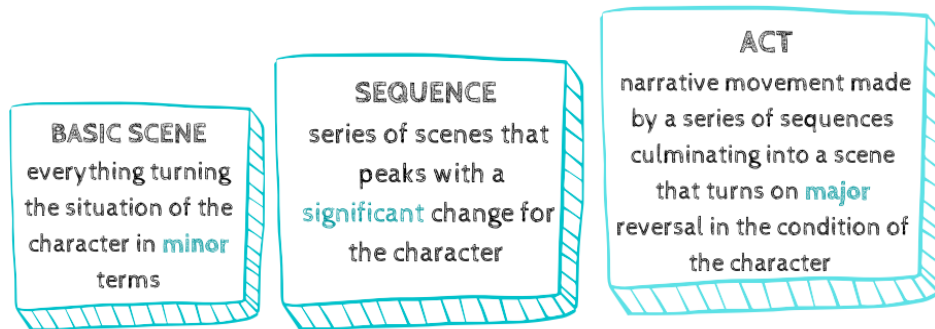 BASIC SCENE
everything turning
the situation of the
character in minor
terms
SEQUENCE
series of scenes that
peaks with a
significant change for
the character
ACT
narrative movement made
by a series of sequences
culminating into a scene
that turns on major
reversal in the condition of
the character